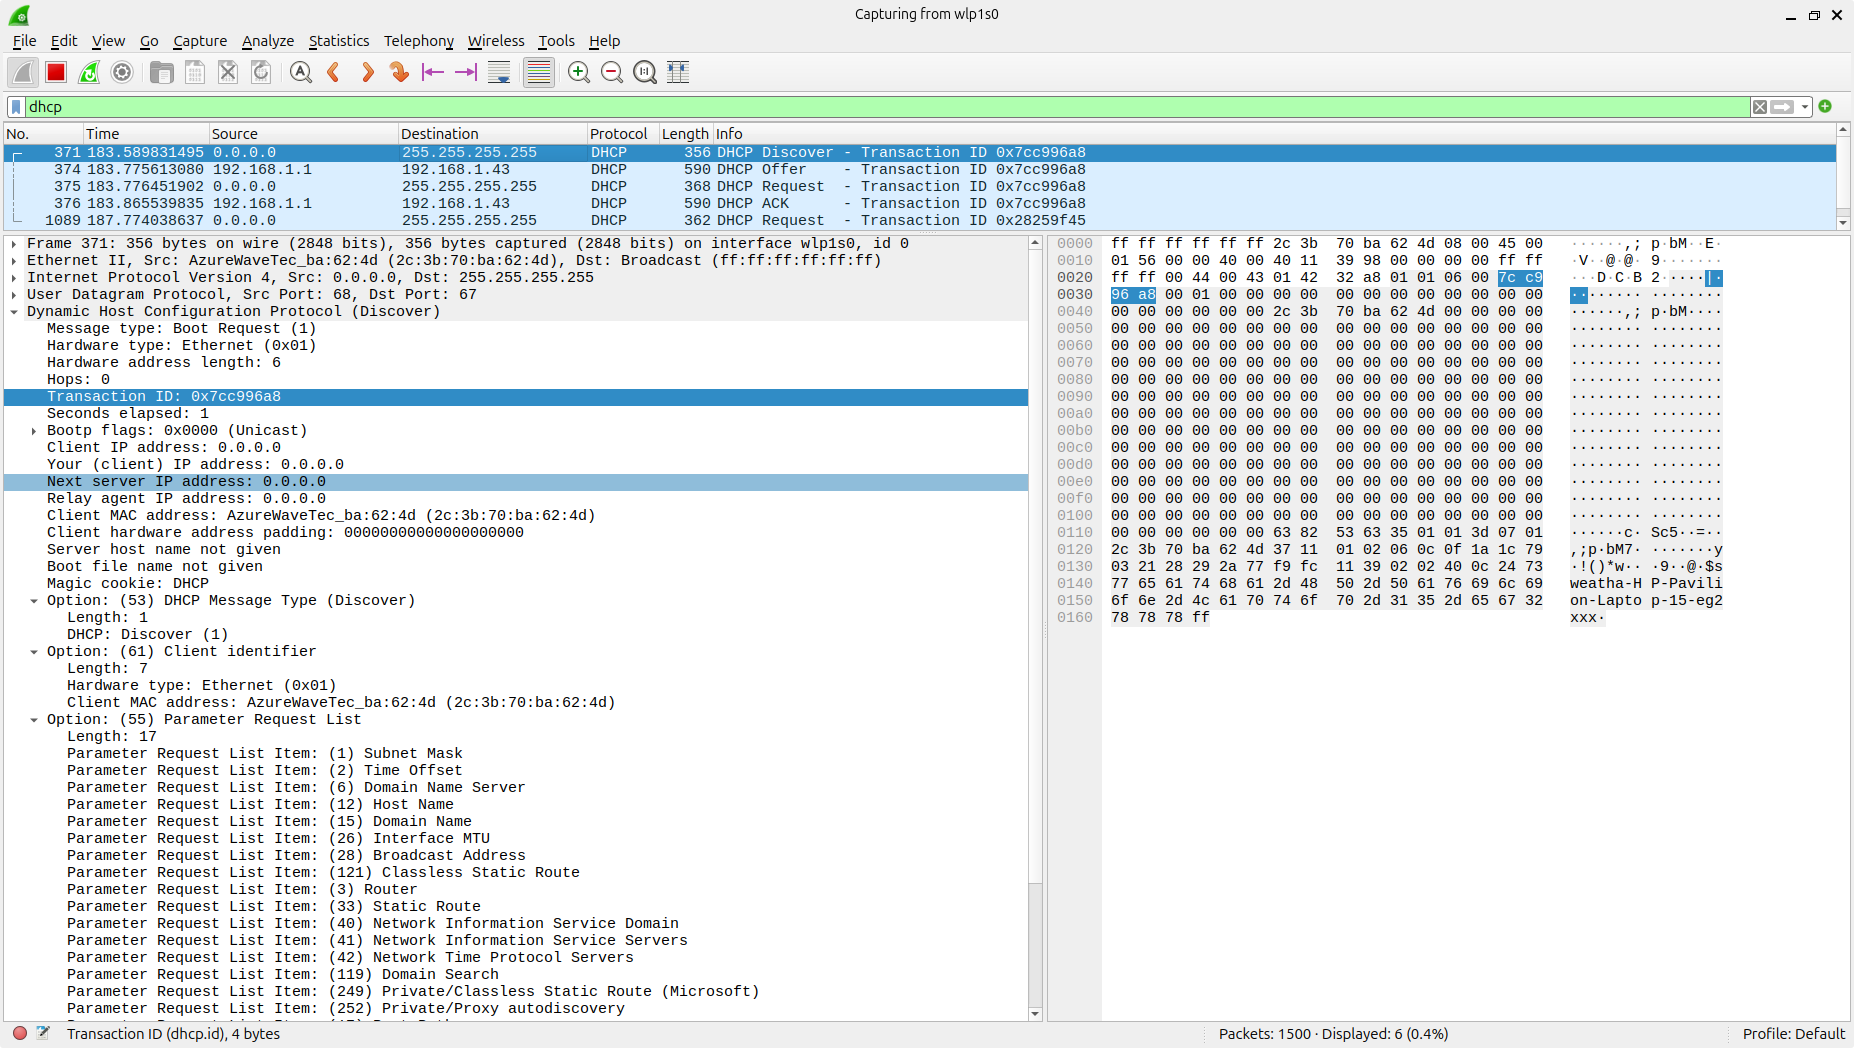 Capturing from wlp1s0
File Edit View Go Capture Analyze Statistics Telephony Wireless Tools Help
dhcp
No. Time Source Destination Protocol Length Info
371 183.589831495 0.0.0.0 255.255.255.255 DHCP 356 DHCP Discover - Transaction ID 0x7cc996a8
374 183.775613080 192.168.1.1 192.168.1.43 DHCP 590 DHCP Offer - Transaction ID 0x7cc996a8
375 183.776451902 0.0.0.0 255.255.255.255 DHCP 368 DHCP Request - Transaction ID 0x7cc996a8
376 183.865539835 192.168.1.1 192.168.1.43 DHCP 590 DHCP ACK - Transaction ID 0x7cc996a8
1089 187.774038637 0.0.0.0 255.255.255.255 DHCP 362 DHCP Request - Transaction ID 0x28259f45
Frame 371: 356 bytes on wire (2848 bits), 356 bytes captured (2848 bits) on interface wlp1s0, id 0
Ethernet II, Src: AzureWaveTec_ba:62:4d (2c:3b:70:ba:62:4d), Dst: Broadcast (ff:ff:ff:ff:ff:ff)
Internet Protocol Version 4, Src: 0.0.0.0, Dst: 255.255.255.255
User Datagram Protocol, Src Port: 68, Dst Port: 67
Dynamic Host Configuration Protocol (Discover)
Message type: Boot Request (1)
Hardware type: Ethernet (0x01)
Hardware address length: 6
Hops: 0
Transaction ID: 0x7cc996a8
Seconds elapsed: 1
Bootp flags: 0x0000 (Unicast)
Client IP address: 0.0.0.0
Your (client) IP address: 0.0.0.0
Next server IP address: 0.0.0.0
Relay agent IP address: 0.0.0.0
Client MAC address: AzureWaveTec_ba:62:4d (2c:3b:70:ba:62:4d)
Client hardware address padding: 00000000000000000000
Server host name not given
Boot file name not given
Magic cookie: DHCP
Option: (53) DHCP Message Type (Discover)
Length: 1
DHCP: Discover (1)
Option: (61) Client identifier
Length: 7
Hardware type: Ethernet (0x01)
Client MAC address: AzureWaveTec_ba:62:4d (2c:3b:70:ba:62:4d)
Option: (55) Parameter Request List
Length: 17
Parameter Request List Item: (1) Subnet Mask
Parameter Request List Item: (2) Time Offset
Parameter Request List Item: (6) Domain Name Server
Parameter Request List Item: (12) Host Name
Parameter Request List Item: (15) Domain Name
Parameter Request List Item: (26) Interface MTU
Parameter Request List Item: (28) Broadcast Address
Parameter Request List Item: (121) Classless Static Route
Parameter Request List Item: (3) Router
Parameter Request List Item: (33) Static Route
Parameter Request List Item: (40) Network Information Service Domain
Parameter Request List Item: (41) Network Information Service Servers
Parameter Request List Item: (42) Network Time Protocol Servers
Parameter Request List Item: (119) Domain Search
Parameter Request List Item: (249) Private/Classless Static Route (Microsoft)
Parameter Request List Item: (252) Private/Proxy autodiscovery
0000 ff ff ff ff ff ff 2c 3b 70 ba 62 4d 08 00 45 00 ······,; p·bM··E·
0010 01 56 00 00 40 00 40 11 39 98 00 00 00 00 ff ff ·V··@·@· 9·······
0020 ff ff 00 44 00 43 01 42 32 a8 01 01 06 00 7c c9 ···D·C·B 2·····|·
0030 96 a8 00 01 00 00 00 00 00 00 00 00 00 00 00 00 ········ ········
0040 00 00 00 00 00 00 2c 3b 70 ba 62 4d 00 00 00 00 ······,; p·bM····
0050 00 00 00 00 00 00 00 00 00 00 00 00 00 00 00 00 ········ ········
0060 00 00 00 00 00 00 00 00 00 00 00 00 00 00 00 00 ········ ········
0070 00 00 00 00 00 00 00 00 00 00 00 00 00 00 00 00 ········ ········
0080 00 00 00 00 00 00 00 00 00 00 00 00 00 00 00 00 ········ ········
0090 00 00 00 00 00 00 00 00 00 00 00 00 00 00 00 00 ········ ········
00a0 00 00 00 00 00 00 00 00 00 00 00 00 00 00 00 00 ········ ········
00b0 00 00 00 00 00 00 00 00 00 00 00 00 00 00 00 00 ········ ········
00c0 00 00 00 00 00 00 00 00 00 00 00 00 00 00 00 00 ········ ········
00d0 00 00 00 00 00 00 00 00 00 00 00 00 00 00 00 00 ········ ········
00e0 00 00 00 00 00 00 00 00 00 00 00 00 00 00 00 00 ········ ········
00f0 00 00 00 00 00 00 00 00 00 00 00 00 00 00 00 00 ········ ········
0100 00 00 00 00 00 00 00 00 00 00 00 00 00 00 00 00 ········ ········
0110 00 00 00 00 00 00 63 82 53 63 35 01 01 3d 07 01 ······c· Sc5··=··
0120 2c 3b 70 ba 62 4d 37 11 01 02 06 0c 0f 1a 1c 79 ,;p·bM7· ·······y
0130 03 21 28 29 2a 77 f9 fc 11 39 02 02 40 0c 24 73 ·!()*w·· ·9··@·$s
0140 77 65 61 74 68 61 2d 48 50 2d 50 61 76 69 6c 69 weatha-H P-Pavili
0150 6f 6e 2d 4c 61 70 74 6f 70 2d 31 35 2d 65 67 32 on-Lapto p-15-eg2
0160 78 78 78 ff xxx·
Transaction ID (dhcp.id), 4 bytes
Packets: 1500 · Displayed: 6 (0.4%)
Profile: Default